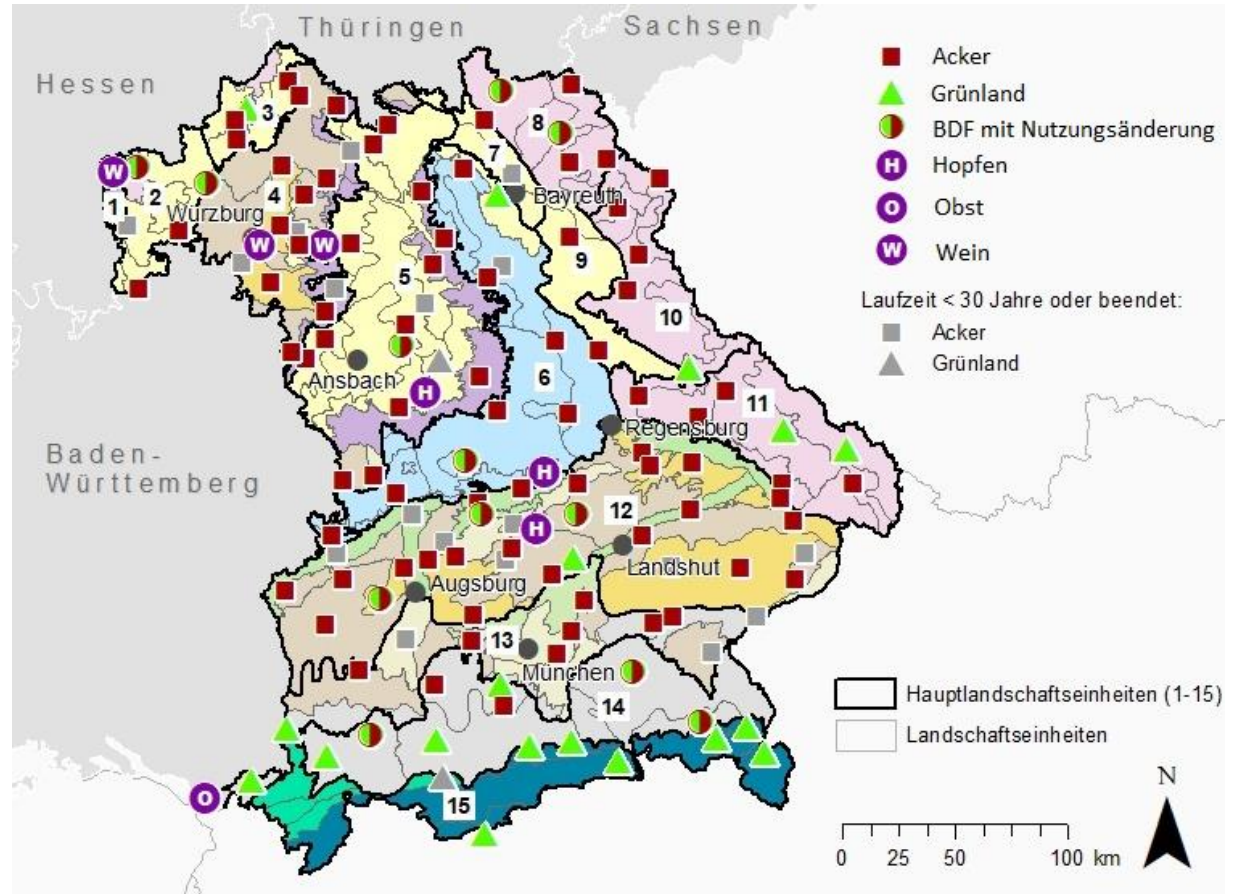 Thüringen
Sachsen
Hessen
Acker
Grünland
BDF mit Nutzungsänderung
H Hopfen
O Obst
W Wein
Laufzeit < 30 Jahre oder beendet:
Acker
Grünland
3
8
7
W
1
2
4
Würzburg
Bayreuth
W
W
5
9
10
Ansbach
H
6
11
Regensburg
Baden-
Württemberg
H
12
H
Landshut
Augsburg
13
München
14
Hauptlandschaftseinheiten (1-15)
Landschaftseinheiten
O
15
N
0 25 50 100 km